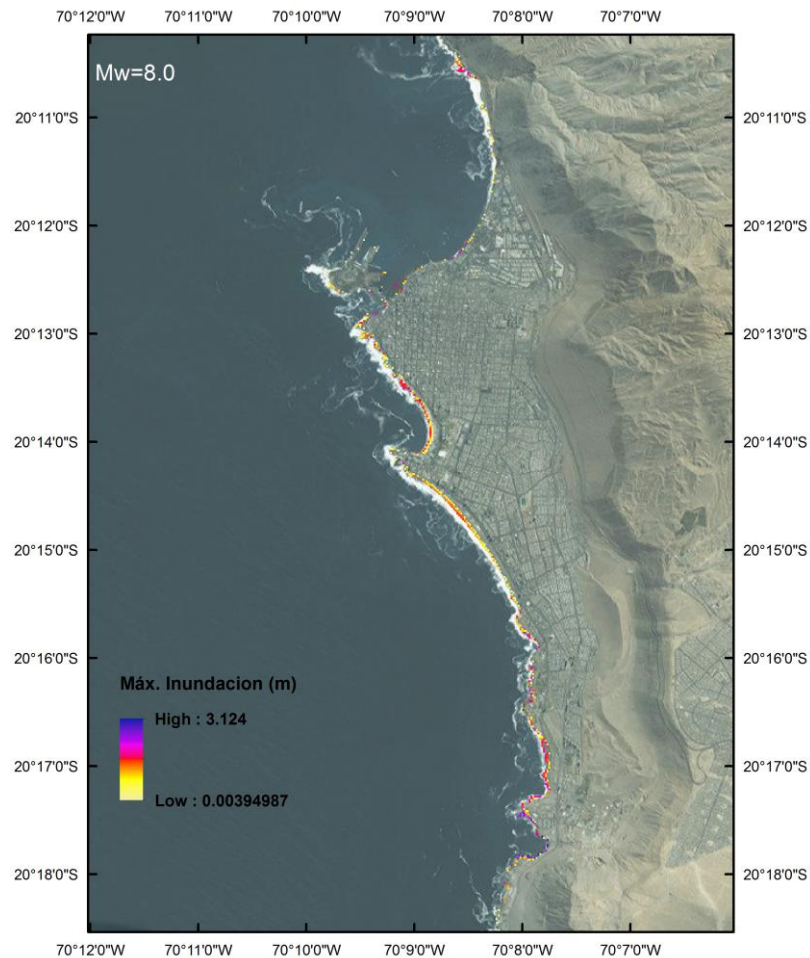 70°12'0"W 70°11'0"W 70°10'0"W 70°9'0"W 70°8'0"W 70°7'0"W
Mw=8.0
20°11'0"S 20°11'0"S
20°12'0"S 20°12'0"S
20°13'0"S 20°13'0"S
20°14'0"S 20°14'0"S
20°15'0"S 20°15'0"S
20°16'0"S 20°16'0"S
Máx. Inundacion (m)
High : 3.124
20°17'0"S 20°17'0"S
Low : 0.00394987
20°18'0"S 20°18'0"S
70°12'0"W 70°11'0"W 70°10'0"W 70°9'0"W 70°8'0"W 70°7'0"W